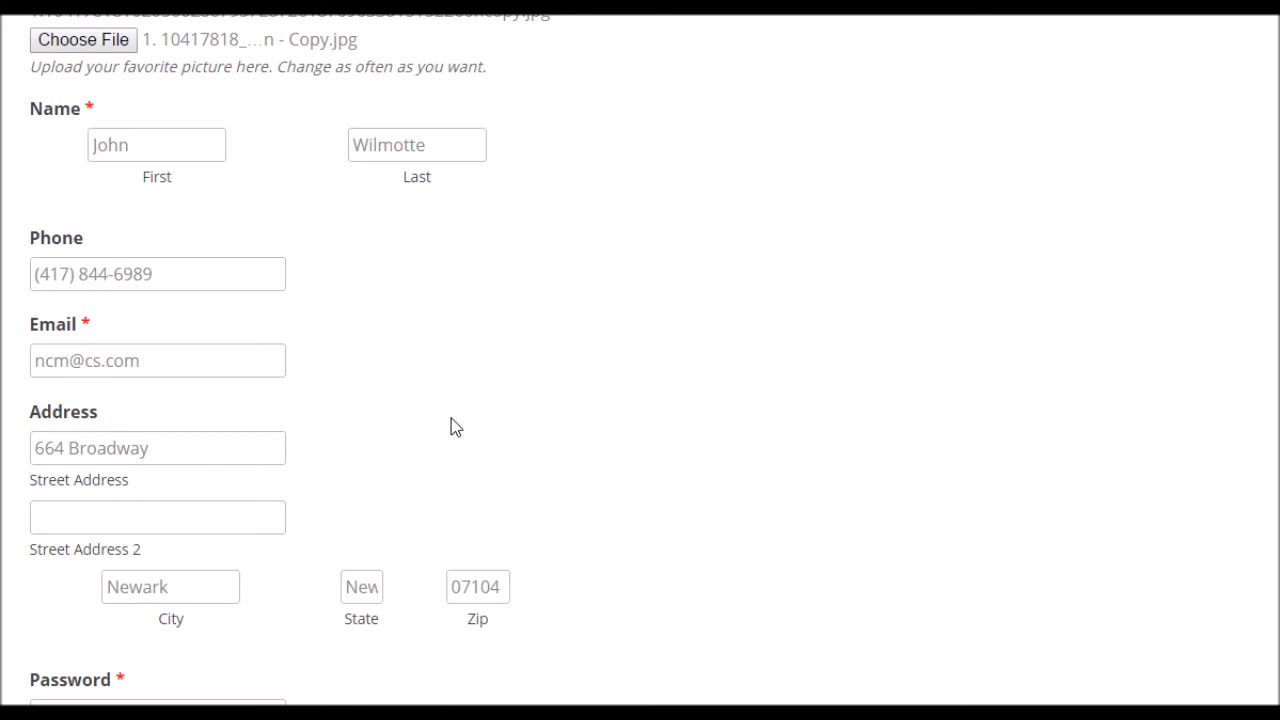 Choose File 1. 10417818_...n - Copy.jpg
Upload your favorite picture here. Change as often as you want.
Name *
John Wilmotte
First Last
Phone
(417) 844-6989
Email *
ncm@cs.com
Address
664 Broadway
Street Address
Street Address 2
Newark New 07104
City State Zip
Password *